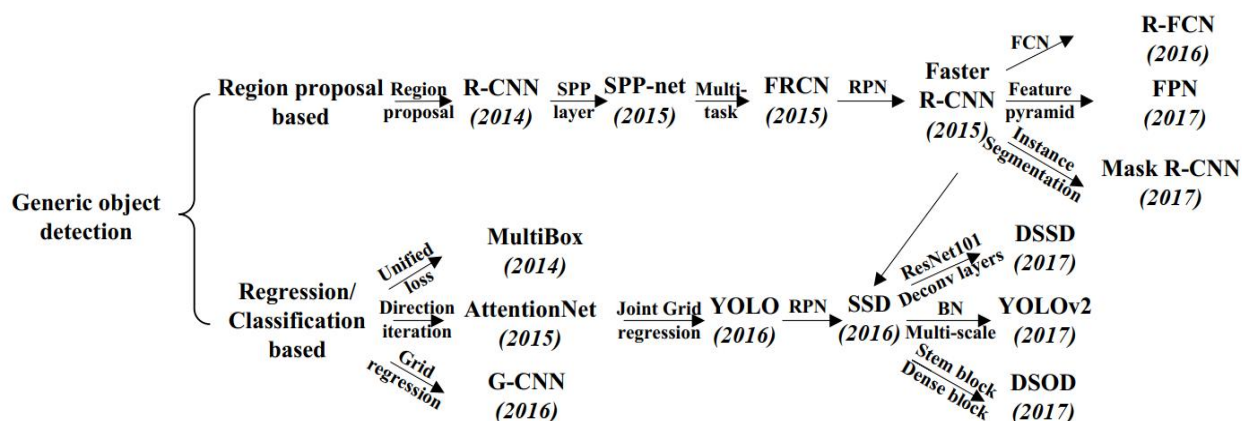 Generic object
detection
Region proposal
based
Region
proposal
R-CNN
(2014)
SPP
layer
SPP-net
(2015)
Multi-
task
FRCN
(2015)
RPN
Faster
R-CNN
(2015)
FCN
R-FCN
(2016)
Feature
pyramid
FPN
(2017)
Instance
Segmentation
Mask R-CNN
(2017)
Regression/
Classification
based
Unified
loss
MultiBox
(2014)
Direction
iteration
AttentionNet
(2015)
Grid
regression
G-CNN
(2016)
Joint Grid
regression
YOLO
(2016)
RPN
SSD
(2016)
ResNet101
Deconv layers
DSSD
(2017)
BN
Multi-scale
YOLOv2
(2017)
Stem block
Dense block
DSOD
(2017)